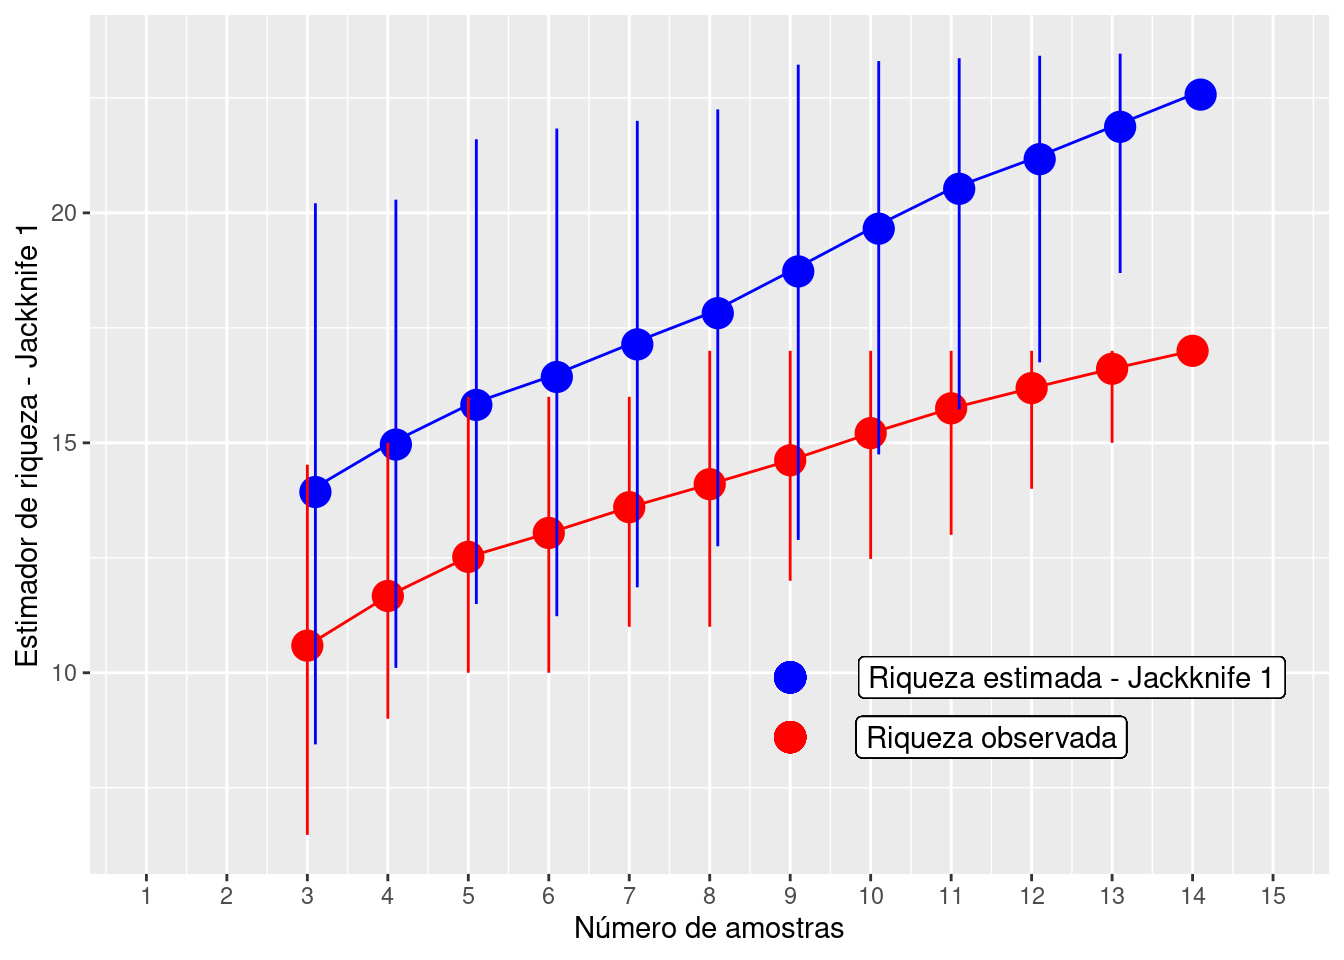 Estimador de riqueza - Jackknife 1
20
15
10
Riqueza estimada - Jackknife 1
Riqueza observada
1 2 3 4 5 6 7 8 9 10 11 12 13 14 15
Número de amostras